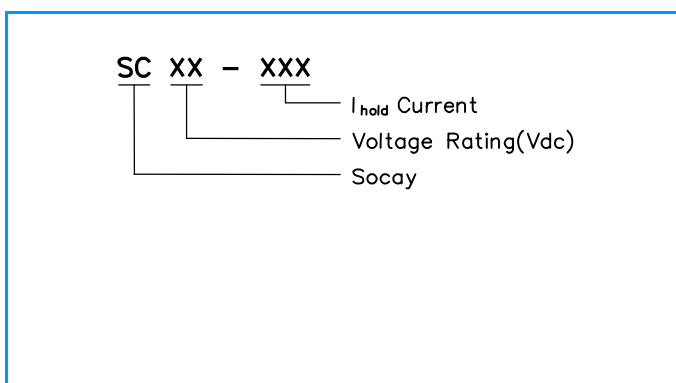 SC XX - XXX
Ihold Current
Voltage Rating(Vdc)
Socay